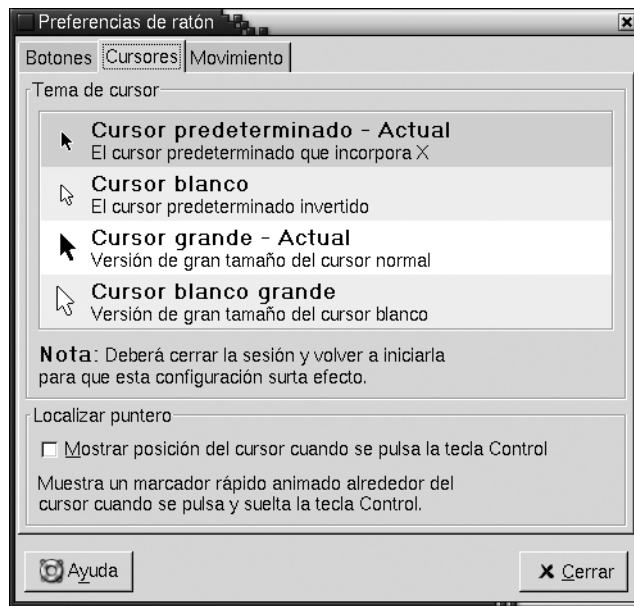 Preferencias de ratón
Botones Cursores Movimiento
Tema de cursor
Cursor predeterminado - Actual
El cursor predeterminado que incorpora X
Cursor blanco
El cursor predeterminado invertido
Cursor grande - Actual
Versión de gran tamaño del cursor normal
Cursor blanco grande
Versión de gran tamaño del cursor blanco
Nota: Deberá cerrar la sesión y volver a iniciarla
para que esta configuración surta efecto.
Localizar puntero
Mostrar posición del cursor cuando se pulsa la tecla Control
Muestra un marcador rápido animado alrededor del
cursor cuando se pulsa y suelta la tecla Control.
Ayuda Cerrar